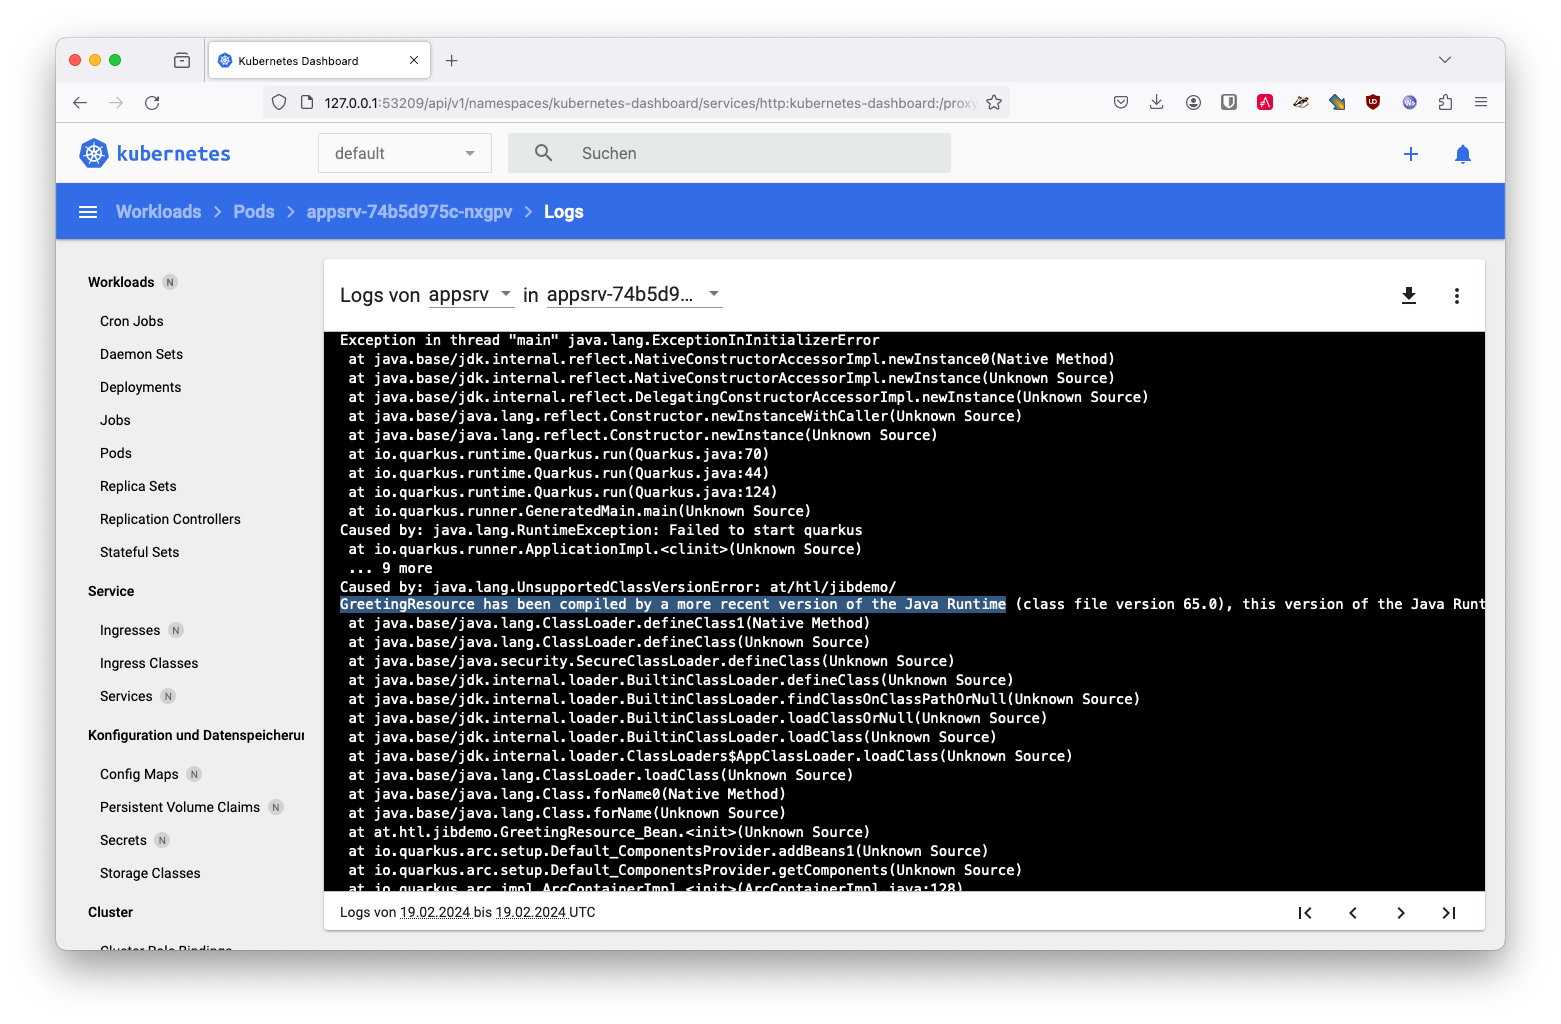 Kubernetes Dashboard
127.0.0.1:53209/api/v1/namespaces/kubernetes-dashboard/services/http:kubernetes-dashboard:/proxy
kubernetes
default
Suchen
Workloads > Pods > appsrv-74b5d975c-nxgpv > Logs
Workloads N
Cron Jobs
Daemon Sets
Deployments
Jobs
Pods
Replica Sets
Replication Controllers
Stateful Sets
Service
Ingresses N
Ingress Classes
Services N
Konfiguration und Datenspeicherun
Config Maps N
Persistent Volume Claims N
Secrets N
Storage Classes
Cluster
Cluster Role Bindings
Logs von appsrv in appsrv-74b5d9...
Exception in thread "main" java.lang.ExceptionInInitializerError
at java.base/jdk.internal.reflect.NativeConstructorAccessorImpl.newInstance0(Native Method)
at java.base/jdk.internal.reflect.NativeConstructorAccessorImpl.newInstance(Unknown Source)
at java.base/jdk.internal.reflect.DelegatingConstructorAccessorImpl.newInstance(Unknown Source)
at java.base/java.lang.reflect.Constructor.newInstanceWithCaller(Unknown Source)
at java.base/java.lang.reflect.Constructor.newInstance(Unknown Source)
at io.quarkus.runtime.Quarkus.run(Quarkus.java:70)
at io.quarkus.runtime.Quarkus.run(Quarkus.java:44)
at io.quarkus.runtime.Quarkus.run(Quarkus.java:124)
at io.quarkus.runner.GeneratedMain.main(Unknown Source)
Caused by: java.lang.RuntimeException: Failed to start quarkus
at io.quarkus.runner.ApplicationImpl.<clinit>(Unknown Source)
... 9 more
Caused by: java.lang.UnsupportedClassVersionError: at/htl/jibdemo/
GreetingResource has been compiled by a more recent version of the Java Runtime (class file version 65.0), this version of the Java Runt
at java.base/java.lang.ClassLoader.defineClass1(Native Method)
at java.base/java.lang.ClassLoader.defineClass(Unknown Source)
at java.base/java.security.SecureClassLoader.defineClass(Unknown Source)
at java.base/jdk.internal.loader.BuiltinClassLoader.defineClass(Unknown Source)
at java.base/jdk.internal.loader.BuiltinClassLoader.findClassOnClassPathOrNull(Unknown Source)
at java.base/jdk.internal.loader.BuiltinClassLoader.loadClassOrNull(Unknown Source)
at java.base/jdk.internal.loader.BuiltinClassLoader.loadClass(Unknown Source)
at java.base/jdk.internal.loader.ClassLoaders$AppClassLoader.loadClass(Unknown Source)
at java.base/java.lang.ClassLoader.loadClass(Unknown Source)
at java.base/java.lang.Class.forName0(Native Method)
at java.base/java.lang.Class.forName(Unknown Source)
at at.htl.jibdemo.GreetingResource_Bean.<init>(Unknown Source)
at io.quarkus.arc.setup.Default_ComponentsProvider.addBeans1(Unknown Source)
at io.quarkus.arc.setup.Default_ComponentsProvider.getComponents(Unknown Source)
at io.quarkus.arc.impl.ArcContainerImpl.<init>(ArcContainerImpl.java:128)
Logs von 19.02.2024 bis 19.02.2024 UTC